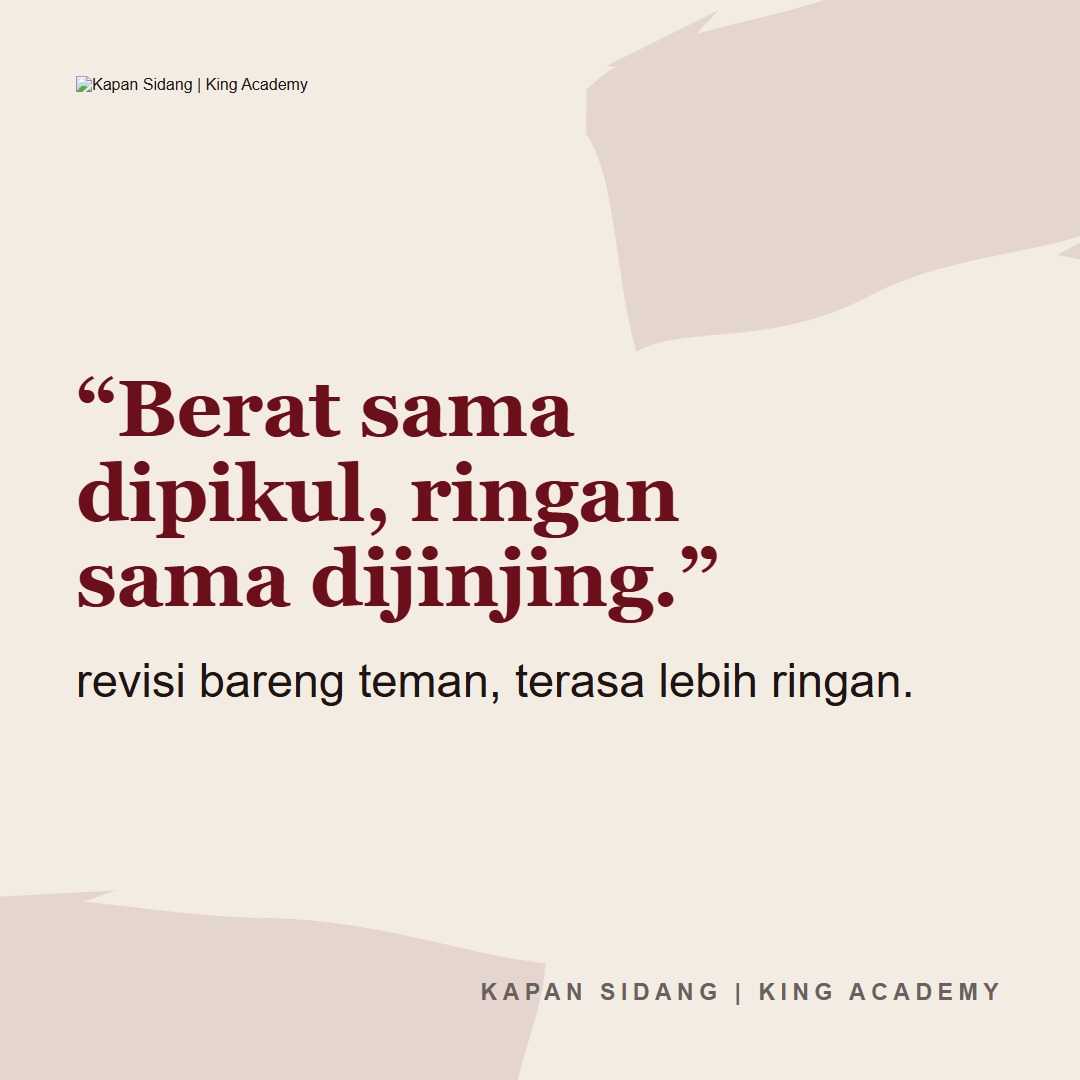 Kapan Sidang | King Academy
“Berat sama
dipikul, ringan
sama dijinjing.”
revisi bareng teman, terasa lebih ringan.
KAPAN SIDANG | KING ACADEMY